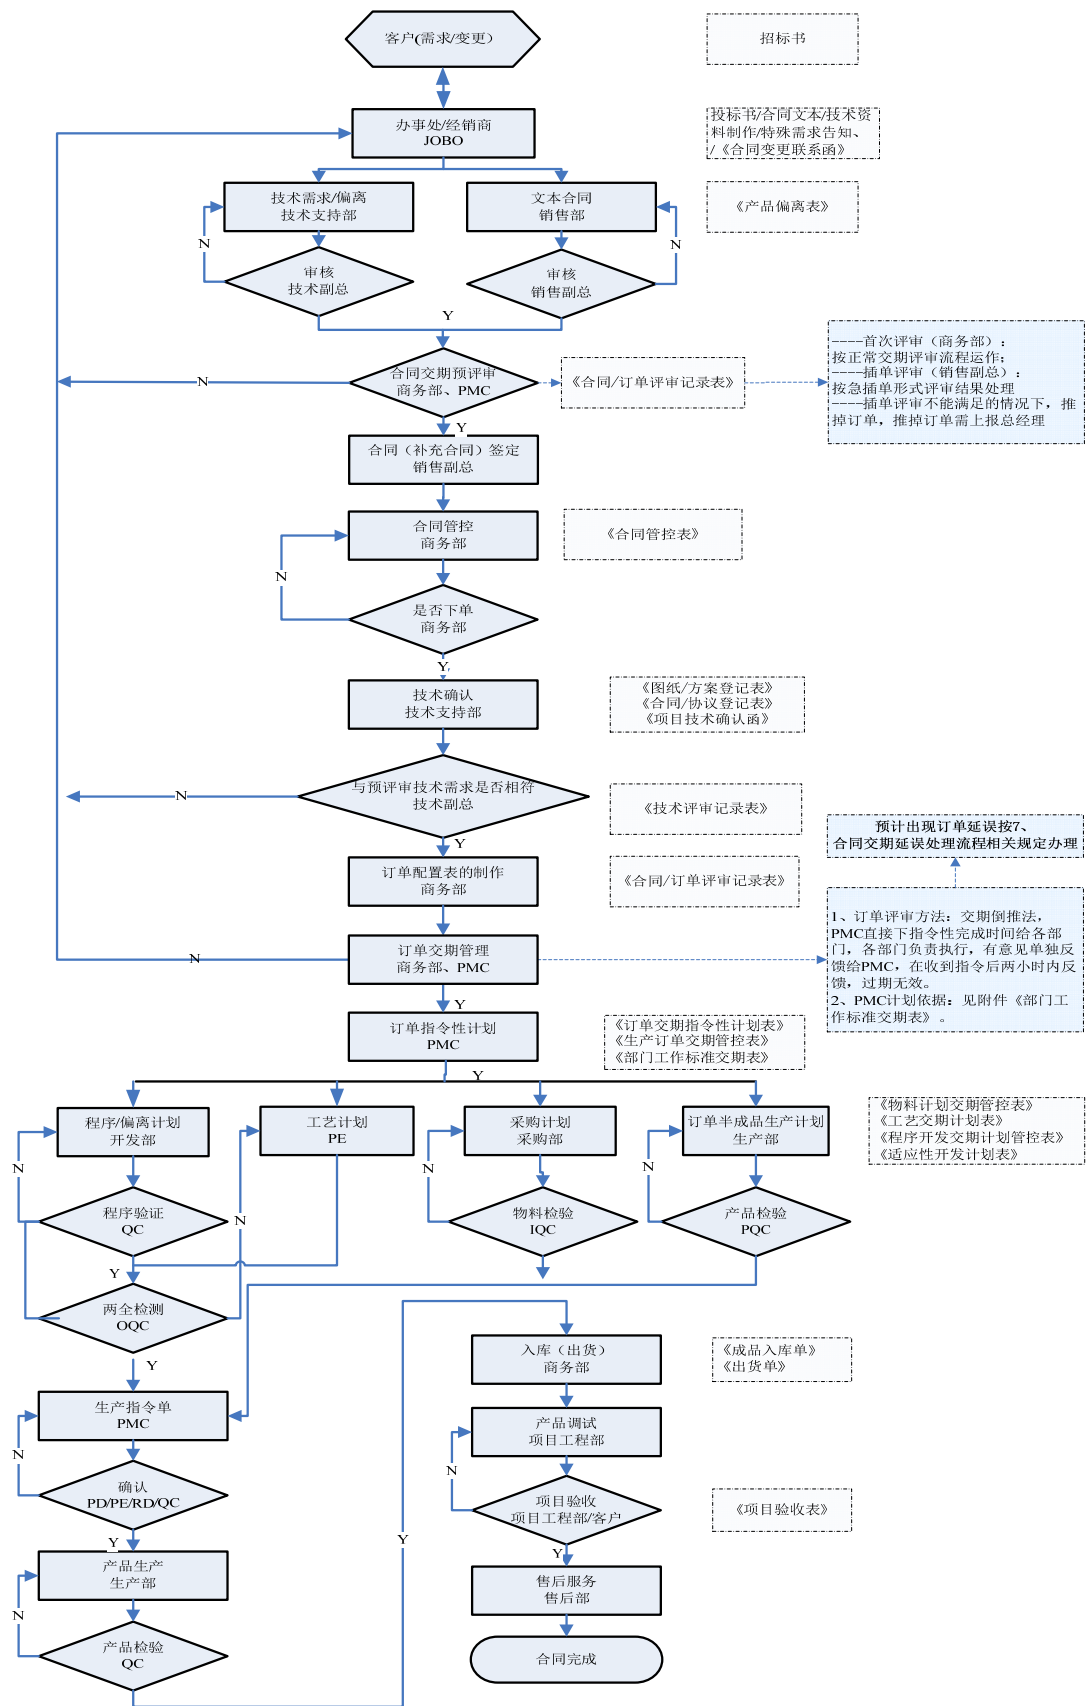 客户(需求/变更)
招标书
办事处/经销商
JOBO
投标书/合同文本/技术资
料制作/特殊需求告知、
/《合同变更联系函》
技术需求/偏离
技术支持部
文本合同
销售部
《产品偏离表》
N
N
审核
技术副总
审核
销售副总
Y
合同交期预评审
商务部、PMC
N
《合同/订单评审记录表》
----首次评审（商务部）：
按正常交期评审流程运作;
----插单评审（销售副总）：
按急插单形式评审结果处理
----插单评审不能满足的情况下，推
掉订单，推掉订单需上报总经理
Y
合同（补充合同）签定
销售副总
合同管控
商务部
《合同管控表》
N
是否下单
商务部
Y
技术确认
技术支持部
《图纸/方案登记表》
《合同/协议登记表》
《项目技术确认函》
与预评审技术需求是否相符
技术副总
N
《技术评审记录表》
Y
预计出现订单延误按7、
合同交期延误处理流程相关规定办理
订单配置表的制作
商务部
《合同/订单评审记录表》
1、订单评审方法：交期倒推法，
PMC直接下指令性完成时间给各部
门，各部门负责执行，有意见单独反
馈给PMC，在收到指令后两小时内反
馈，过期无效。
2、PMC计划依据：见附件《部门工
作标准交期表》。
订单交期管理
商务部、PMC
N
Y
订单指令性计划
PMC
《订单交期指令性计划表》
《生产订单交期管控表》
《部门工作标准交期表》
Y
程序/偏离计划
开发部
工艺计划
PE
采购计划
采购部
订单半成品生产计划
生产部
《物料计划交期管控表》
《工艺交期计划表》
《程序开发交期计划管控表》
《适应性开发计划表》
N
N
N
N
程序验证
QC
物料检验
IQC
产品检验
PQC
Y
两全检测
OQC
Y
入库（出货）
商务部
《成品入库单》
《出货单》
生产指令单
PMC
产品调试
项目工程部
N
N
确认
PD/PE/RD/QC
项目验收
项目工程部/客户
《项目验收表》
Y
Y
Y
产品生产
生产部
售后服务
售后部
N
产品检验
QC
合同完成